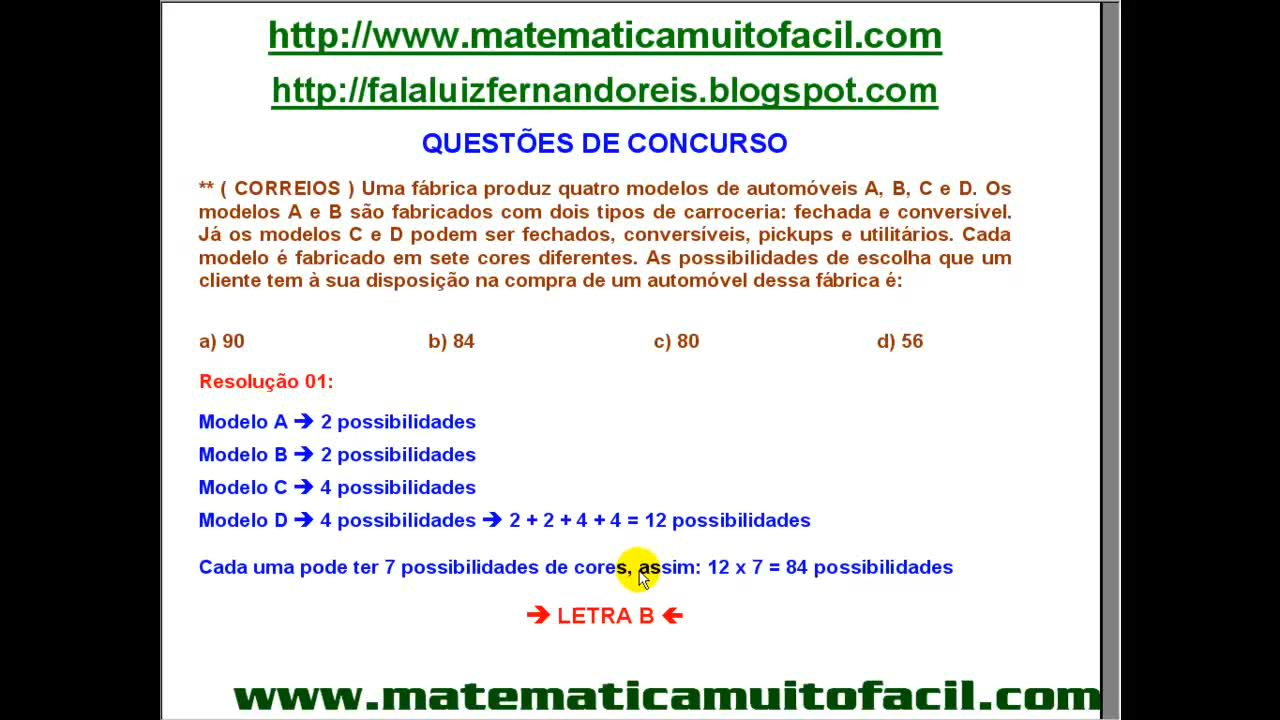 http://www.matematicamuitofacil.com
http://falaluizfernandoreis.blogspot.com
QUESTÕES DE CONCURSO
** ( CORREIOS ) Uma fábrica produz quatro modelos de automóveis A, B, C e D. Os
modelos A e B são fabricados com dois tipos de carroceria: fechada e conversível.
Já os modelos C e D podem ser fechados, conversíveis, pickups e utilitários. Cada
modelo é fabricado em sete cores diferentes. As possibilidades de escolha que um
cliente tem à sua disposição na compra de um automóvel dessa fábrica é:
a) 90 b) 84 c) 80 d) 56
Resolução 01:
Modelo A ➔ 2 possibilidades
Modelo B ➔ 2 possibilidades
Modelo C ➔ 4 possibilidades
Modelo D ➔ 4 possibilidades ➔ 2 + 2 + 4 + 4 = 12 possibilidades
Cada uma pode ter 7 possibilidades de cores, assim: 12 x 7 = 84 possibilidades
➔ LETRA B 🡸
www.matematicamuitofacil.com